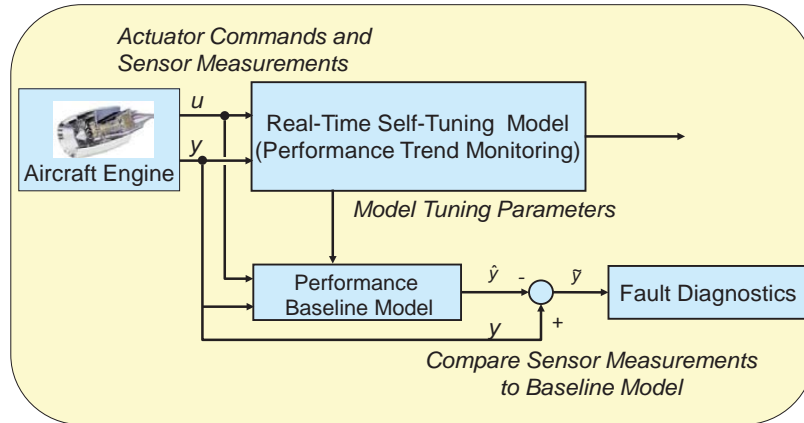 Actuator Commands and
Sensor Measurements
u
y
Aircraft Engine
Real-Time Self-Tuning Model
(Performance Trend Monitoring)
Model Tuning Parameters
Performance
Baseline Model
ŷ
-
ỹ
Fault Diagnostics
y
+
Compare Sensor Measurements
to Baseline Model